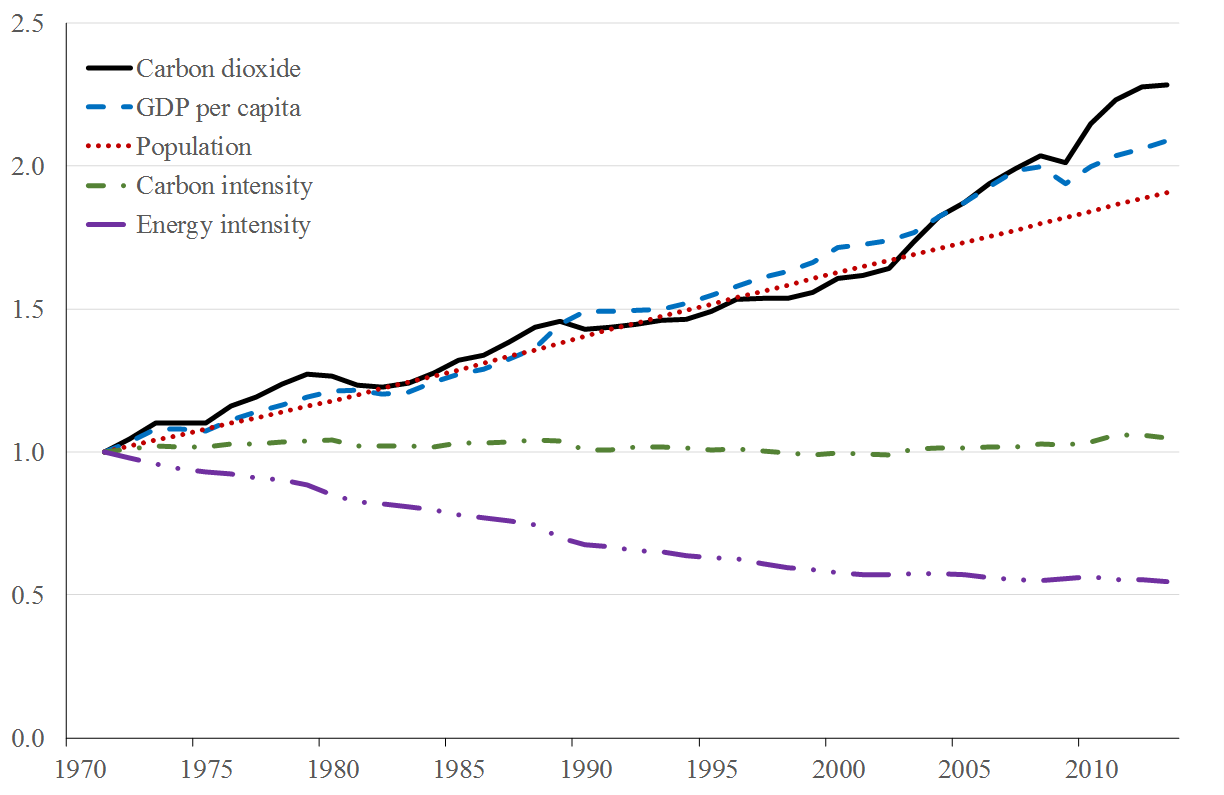 2.5
Carbon dioxide
GDP per capita
2.0
Population
Carbon intensity
Energy intensity
1.5
1.0
0.5
0.0
1970 1975 1980 1985 1990 1995 2000 2005 2010